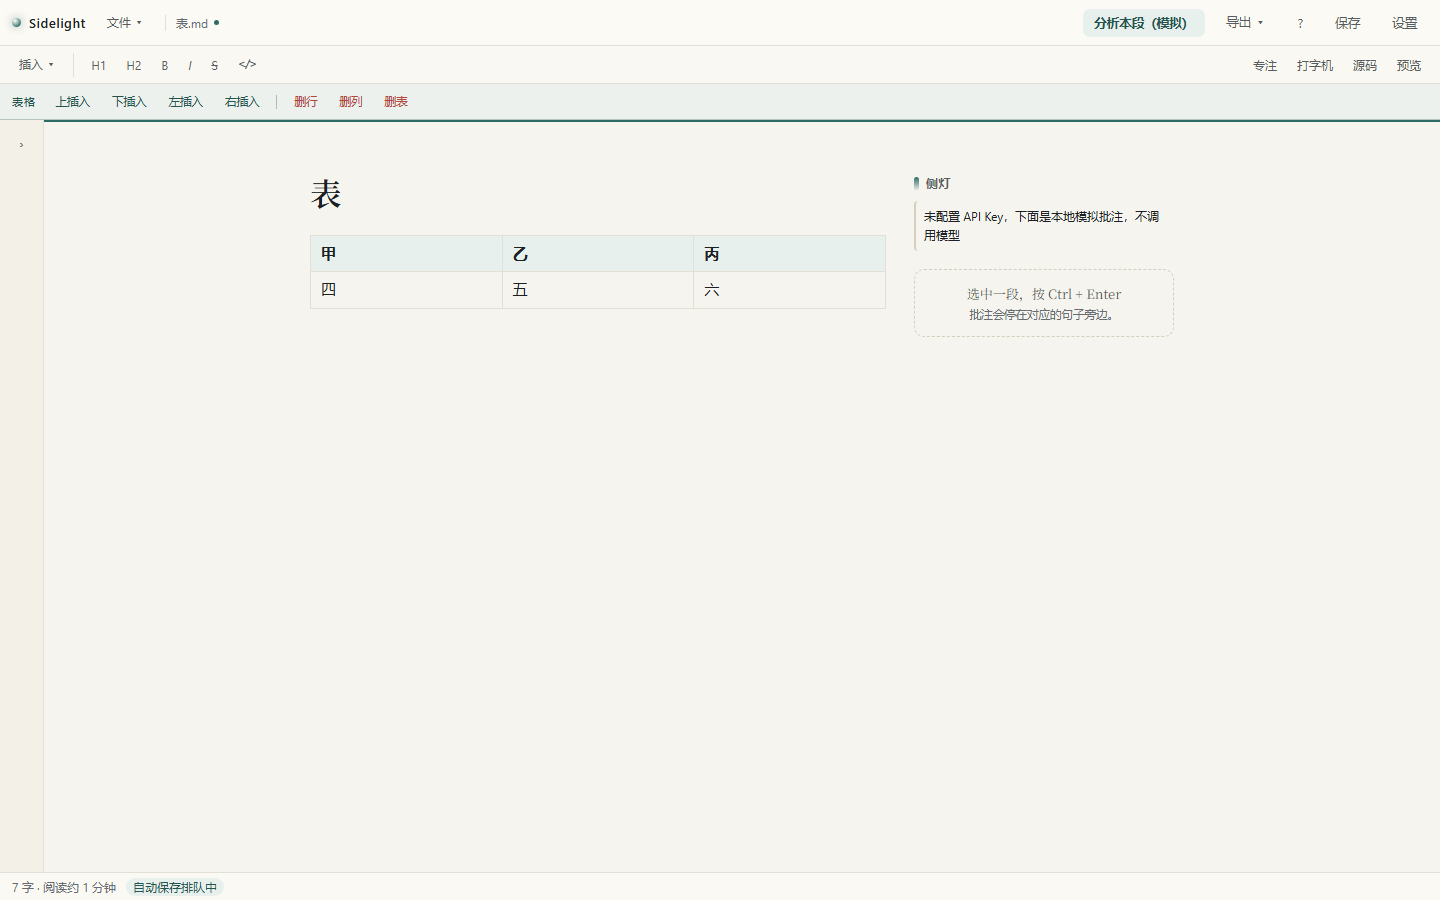 Sidelight 文件 ▾ 表.md 分析本段（模拟） 导出 ▾ ? 保存 设置
插入 ▾ H1 H2 B I S </> 专注 打字机 源码 预览
表格 上插入 下插入 左插入 右插入 删行 删列 删表
›
表
甲 乙 丙
四 五 六
侧灯
未配置 API Key，下面是本地模拟批注，不调
用模型
选中一段，按 Ctrl + Enter
批注会停在对应的句子旁边。
7 字 · 阅读约 1 分钟 自动保存排队中